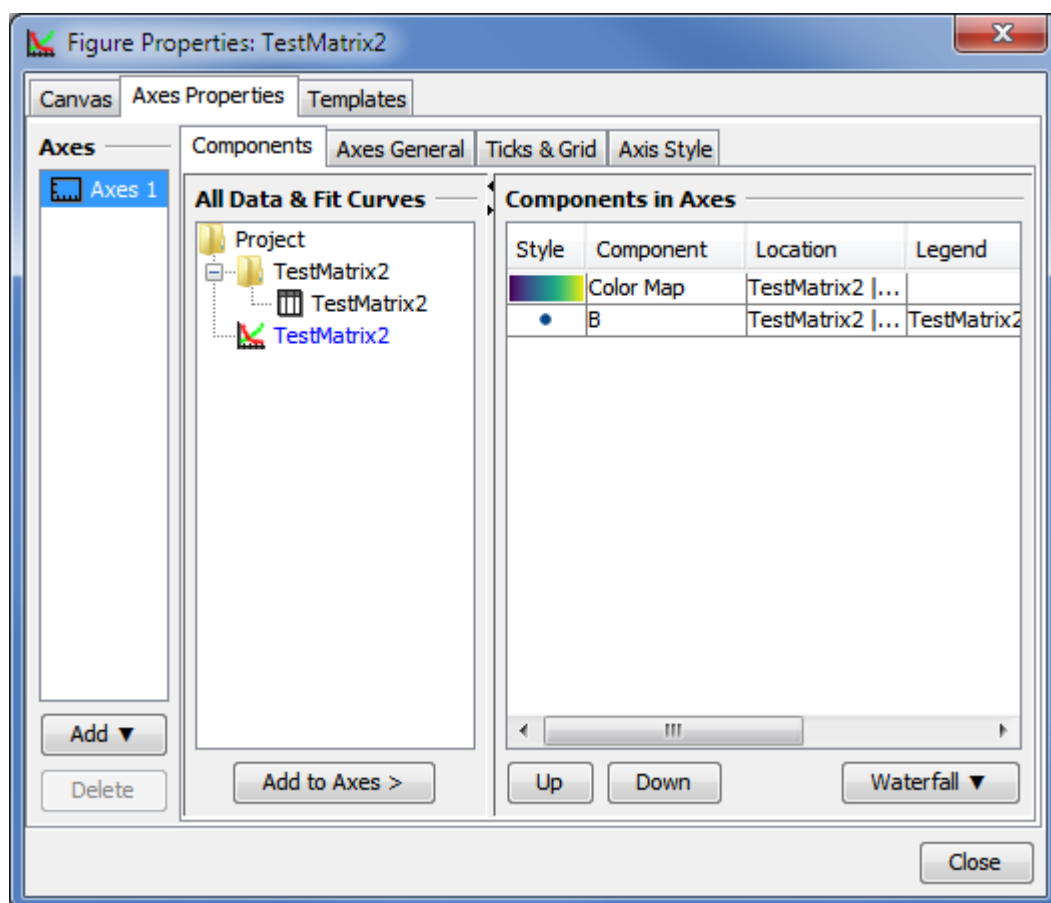 Figure Properties: TestMatrix2
Canvas Axes Properties Templates
Axes
Components Axes General Ticks & Grid Axis Style
Axes 1
All Data & Fit Curves
Project
TestMatrix2
TestMatrix2
TestMatrix2
Components in Axes
Style Component Location Legend
Color Map TestMatrix2 |...
B TestMatrix2 |... TestMatrix2
Add ▼
Delete
Add to Axes >
Up Down Waterfall ▼
Close